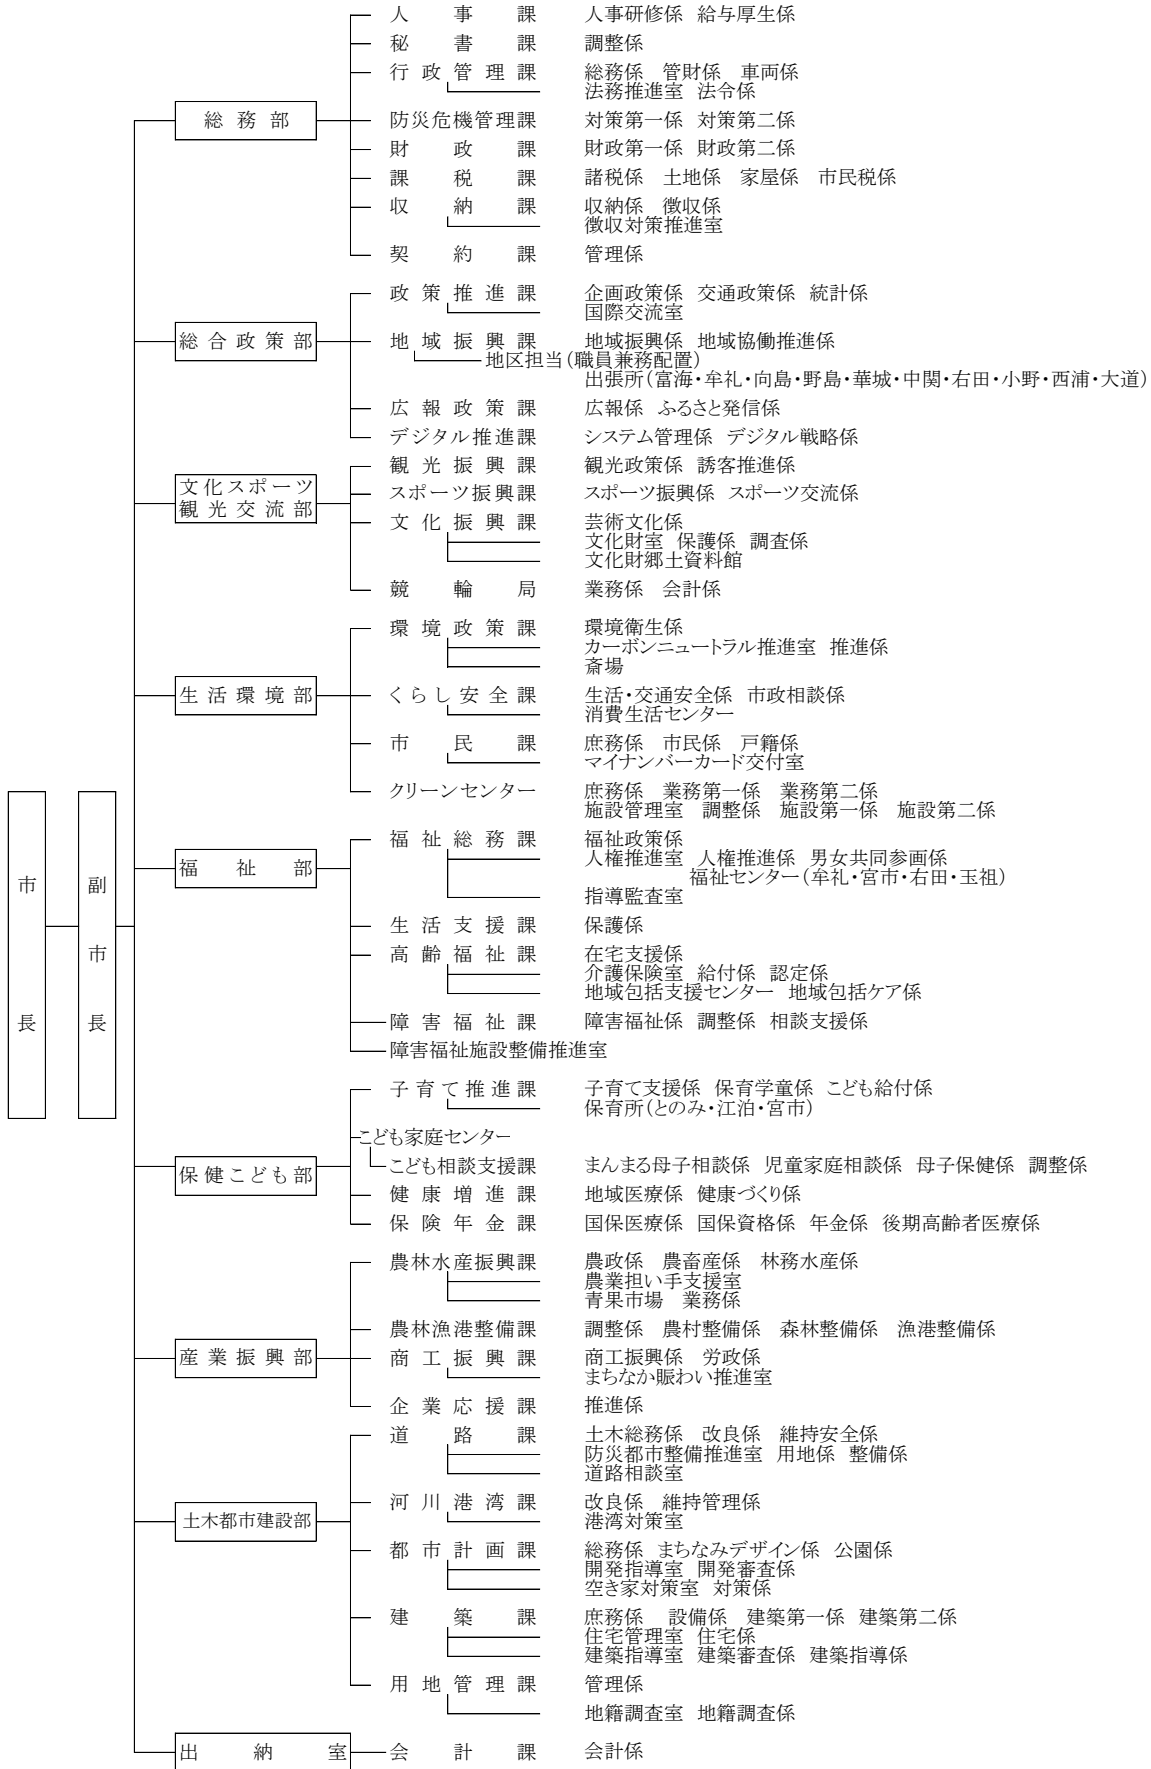 市長
副市長
総務部
人事課 人事研修係 給与厚生係
秘書課 調整係
行政管理課 総務係 管財係 車両係
法務推進室 法令係
防災危機管理課 対策第一係 対策第二係
財政課 財政第一係 財政第二係
課税課 諸税係 土地係 家屋係 市民税係
収納課 収納係 徴収係
徴収対策推進室
契約課 管理係
総合政策部
政策推進課 企画政策係 交通政策係 統計係
国際交流室
地域振興課 地域振興係 地域協働推進係
地区担当(職員兼務配置)
出張所(富海・牟礼・向島・野島・華城・中関・右田・小野・西浦・大道)
広報政策課 広報係 ふるさと発信係
デジタル推進課 システム管理係 デジタル戦略係
文化スポーツ
観光交流部
観光振興課 観光政策係 誘客推進係
スポーツ振興課 スポーツ振興係 スポーツ交流係
文化振興課 芸術文化係
文化財室 保護係 調査係
文化財郷土資料館
競輪局 業務係 会計係
生活環境部
環境政策課 環境衛生係
カーボンニュートラル推進室 推進係
斎場
くらし安全課 生活・交通安全係 市政相談係
消費生活センター
市民課 庶務係 市民係 戸籍係
マイナンバーカード交付室
クリーンセンター 庶務係 業務第一係 業務第二係
施設管理室 調整係 施設第一係 施設第二係
福祉部
福祉総務課 福祉政策係
人権推進室 人権推進係 男女共同参画係
福祉センター(牟礼・宮市・右田・玉祖)
指導監査室
生活支援課 保護係
高齢福祉課 在宅支援係
介護保険室 給付係 認定係
地域包括支援センター 地域包括ケア係
障害福祉課 障害福祉係 調整係 相談支援係
障害福祉施設整備推進室
保健こども部
子育て推進課 子育て支援係 保育学童係 こども給付係
保育所(とのみ・江泊・宮市)
こども家庭センター
こども相談支援課 まんまる母子相談係 児童家庭相談係 母子保健係 調整係
健康増進課 地域医療係 健康づくり係
保険年金課 国保医療係 国保資格係 年金係 後期高齢者医療係
産業振興部
農林水産振興課 農政係 農畜産係 林務水産係
農業担い手支援室
青果市場 業務係
農林漁港整備課 調整係 農村整備係 森林整備係 漁港整備係
商工振興課 商工振興係 労政係
まちなか賑わい推進室
企業応援課 推進係
土木都市建設部
道路課 土木総務係 改良係 維持安全係
防災都市整備推進室 用地係 整備係
道路相談室
河川港湾課 改良係 維持管理係
港湾対策室
都市計画課 総務係 まちなみデザイン係 公園係
開発指導室 開発審査係
空き家対策室 対策係
建築課 庶務係 設備係 建築第一係 建築第二係
住宅管理室 住宅係
建築指導室 建築審査係 建築指導係
用地管理課 管理係
地籍調査室 地籍調査係
出納室
会計課 会計係